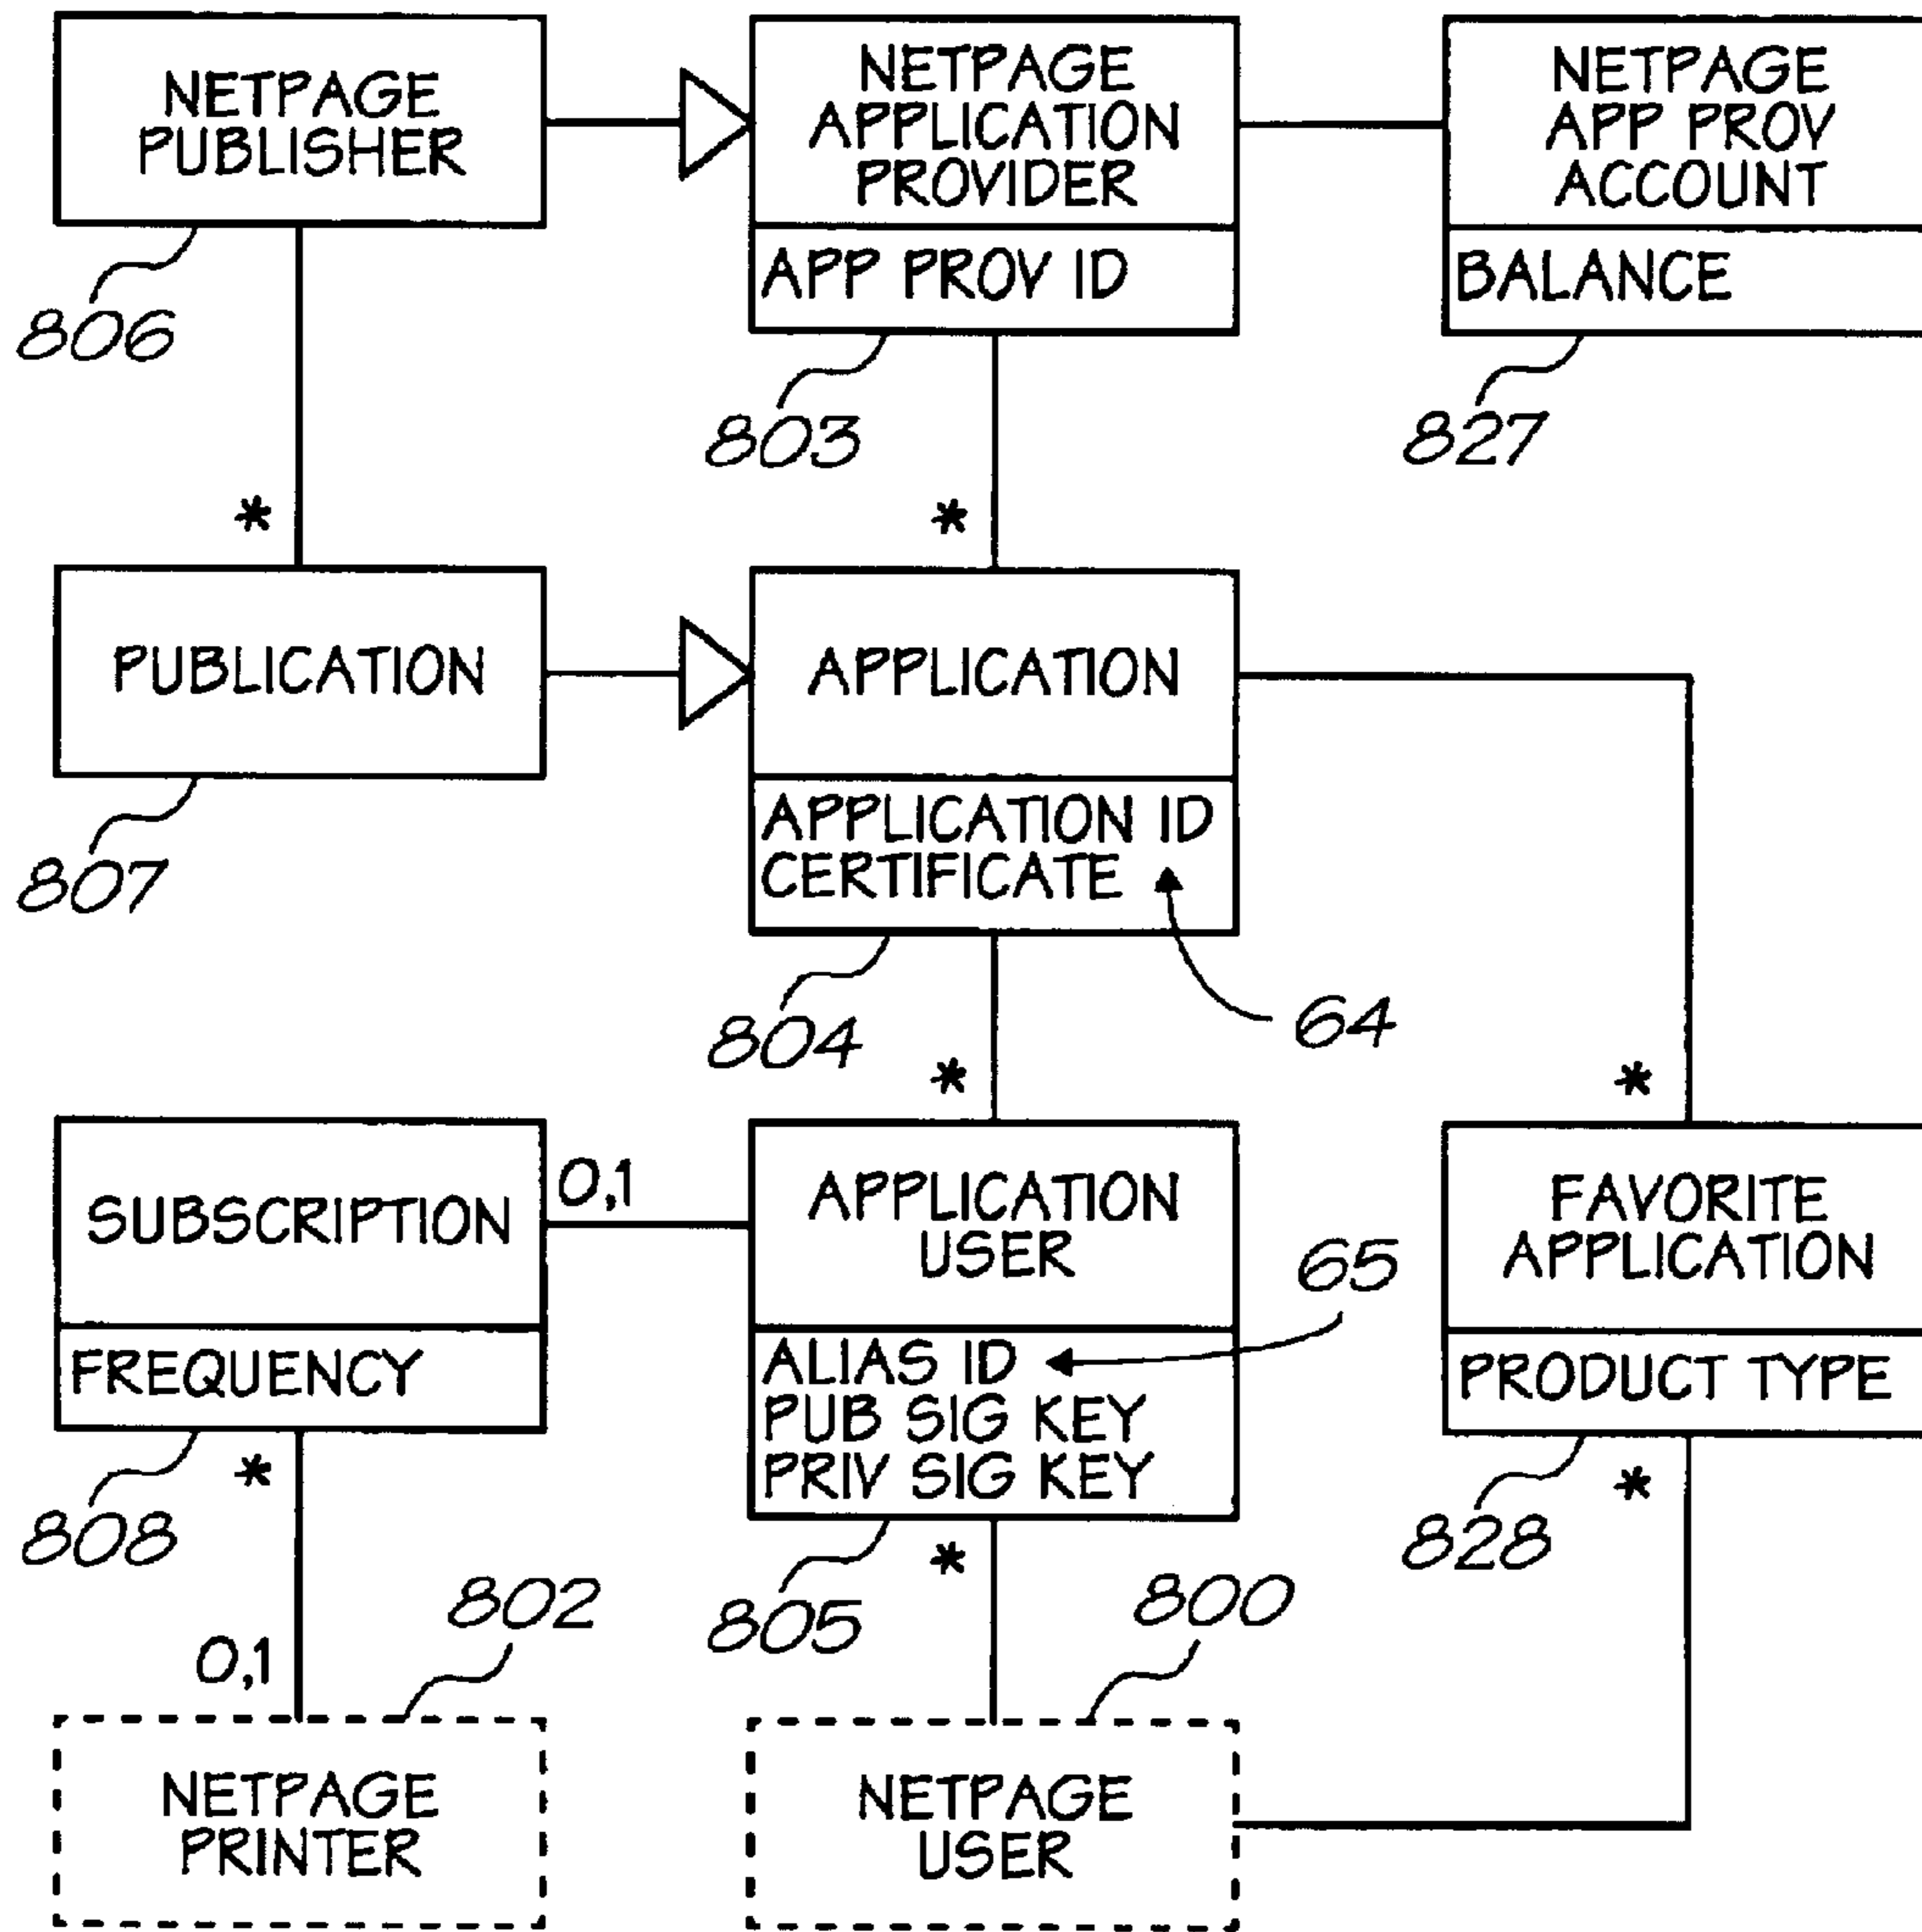 NETPAGE
PUBLISHER
806
NETPAGE
APPLICATION
PROVIDER
APP PROV ID
803
NETPAGE
APP PROV
ACCOUNT
BALANCE
827
*
*
PUBLICATION
807
APPLICATION
APPLICATION ID
CERTIFICATE
804
64
*
*
SUBSCRIPTION
FREQUENCY
808
0,1
APPLICATION
USER
ALIAS ID
PUB SIG KEY
PRIV SIG KEY
805
65
FAVORITE
APPLICATION
PRODUCT TYPE
828
*
*
*
0,1
802
800
NETPAGE
PRINTER
NETPAGE
USER